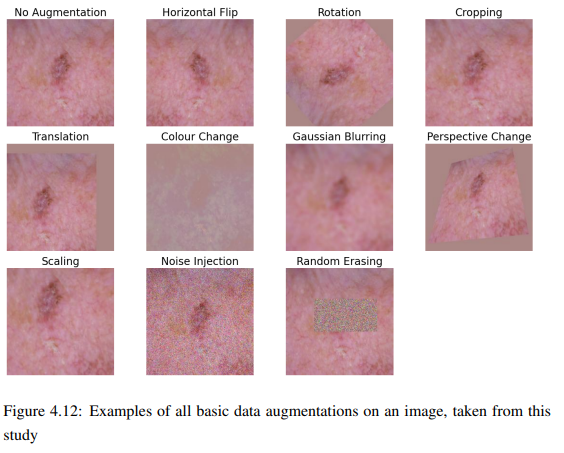 No Augmentation
Horizontal Flip
Rotation
Cropping
Translation
Colour Change
Gaussian Blurring
Perspective Change
Scaling
Noise Injection
Random Erasing
Figure 4.12: Examples of all basic data augmentations on an image, taken from this
study